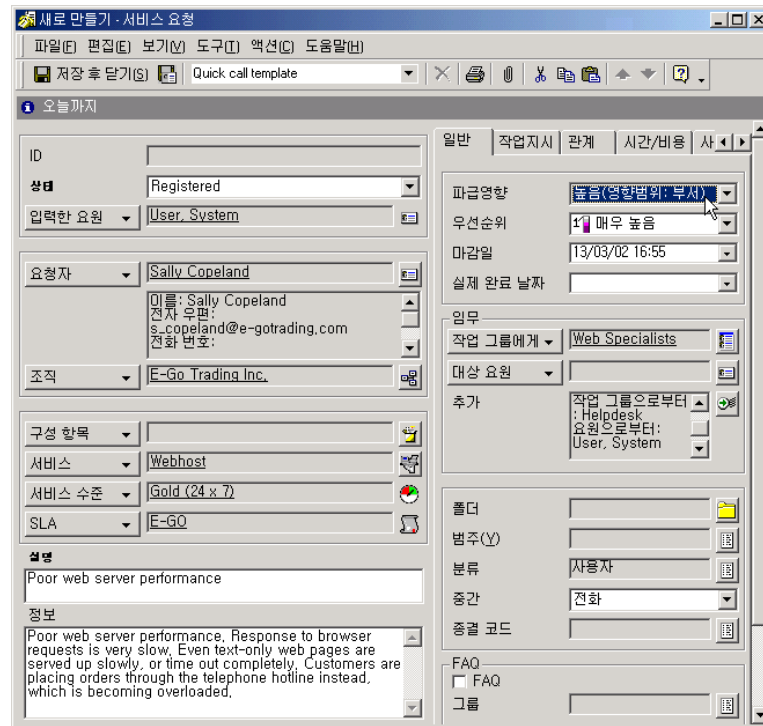 새로 만들기 - 서비스 요청
파일(F) 편집(E) 보기(V) 도구(T) 액션(C) 도움말(H)
저장 후 닫기(S) Quick call template
오늘까지
ID
상태 Registered
입력한 요원 User, System
요청자 Sally Copeland
이름: Sally Copeland
전자 우편:
s_copeland@e-gotrading.com
전화 번호:
조직 E-Go Trading Inc.
구성 항목
서비스 Webhost
서비스 수준 Gold (24 x 7)
SLA E-GO
설명
Poor web server performance
정보
Poor web server performance. Response to browser
requests is very slow. Even text-only web pages are
served up slowly, or time out completely. Customers are
placing orders through the telephone hotline instead,
which is becoming overloaded.
일반 작업지시 관계 시간/비용 사
파급영향 높음(영향범위: 부서)
우선순위 1 매우 높음
마감일 13/03/02 16:55
실제 완료 날짜
임무
작업 그룹에게 Web Specialists
대상 요원
추가 작업 그룹으로부터
: Helpdesk
요원으로부터:
User, System
폴더
범주(Y)
분류 사용자
중간 전화
종결 코드
FAQ
FAQ
그룹